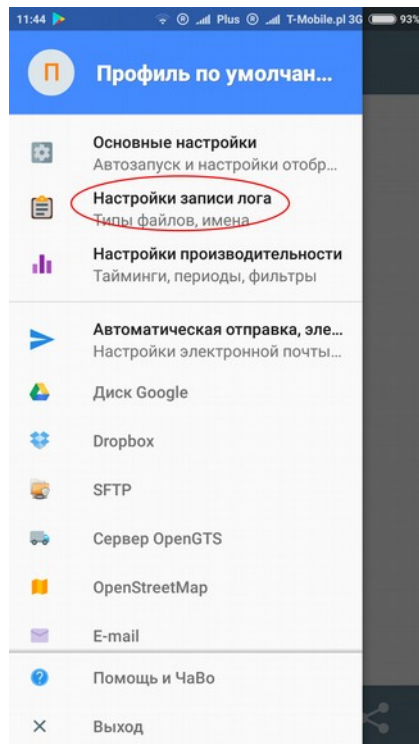 11:44 ® Plus ® T-Mobile.pl 3G 93%
П
Профиль по умолчан...
Основные настройки
Автозапуск и настройки отобр...
Настройки записи лога
Типы файлов, имена
Настройки производительности
Тайминги, периоды, фильтры
Автоматическая отправка, эле...
Настройки электронной почты...
Диск Google
Dropbox
SFTP
Сервер OpenGTS
OpenStreetMap
E-mail
Помощь и ЧаВо
Выход